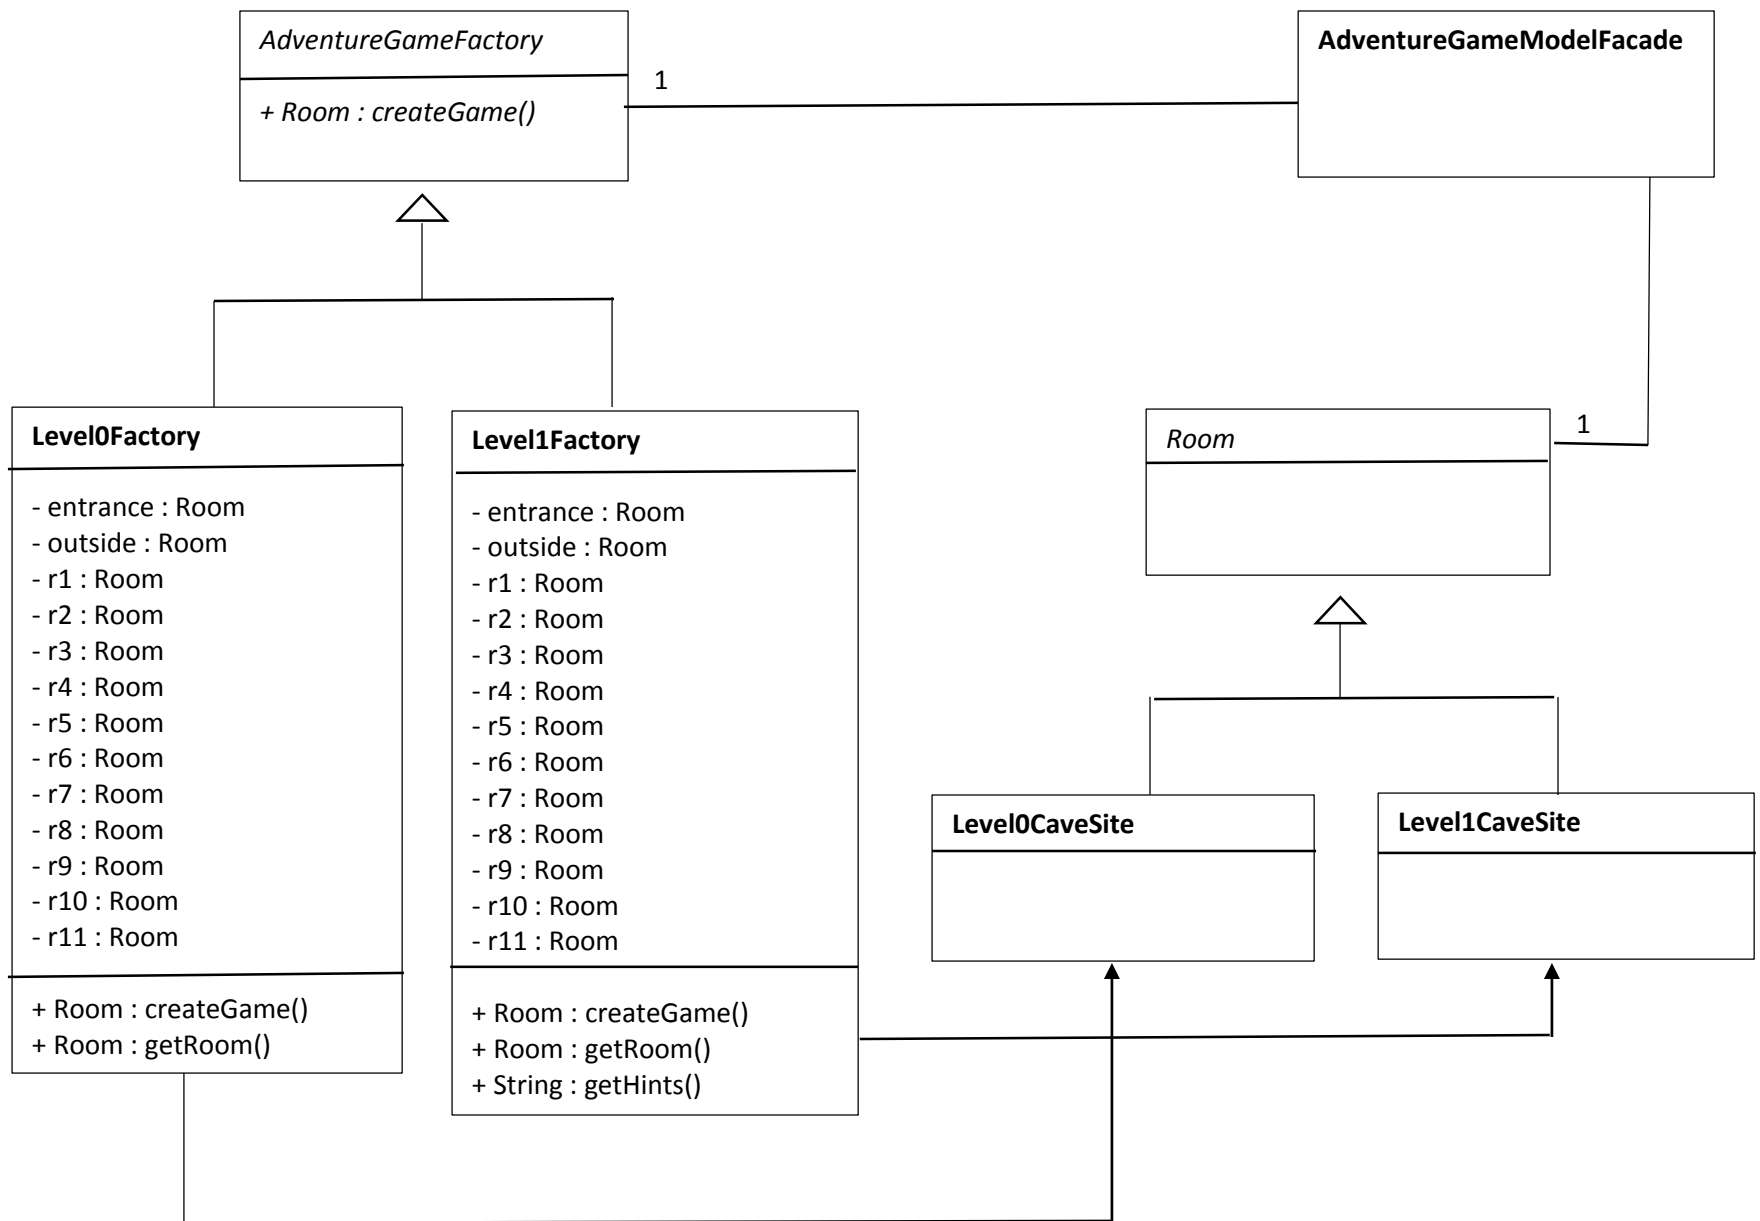 AdventureGameFactory
+ Room : createGame()
1
AdventureGameModelFacade
Level0Factory
- entrance : Room
- outside : Room
- r1 : Room
- r2 : Room
- r3 : Room
- r4 : Room
- r5 : Room
- r6 : Room
- r7 : Room
- r8 : Room
- r9 : Room
- r10 : Room
- r11 : Room
+ Room : createGame()
+ Room : getRoom()
Level1Factory
- entrance : Room
- outside : Room
- r1 : Room
- r2 : Room
- r3 : Room
- r4 : Room
- r5 : Room
- r6 : Room
- r7 : Room
- r8 : Room
- r9 : Room
- r10 : Room
- r11 : Room
+ Room : createGame()
+ Room : getRoom()
+ String : getHints()
Room
1
Level0CaveSite
Level1CaveSite